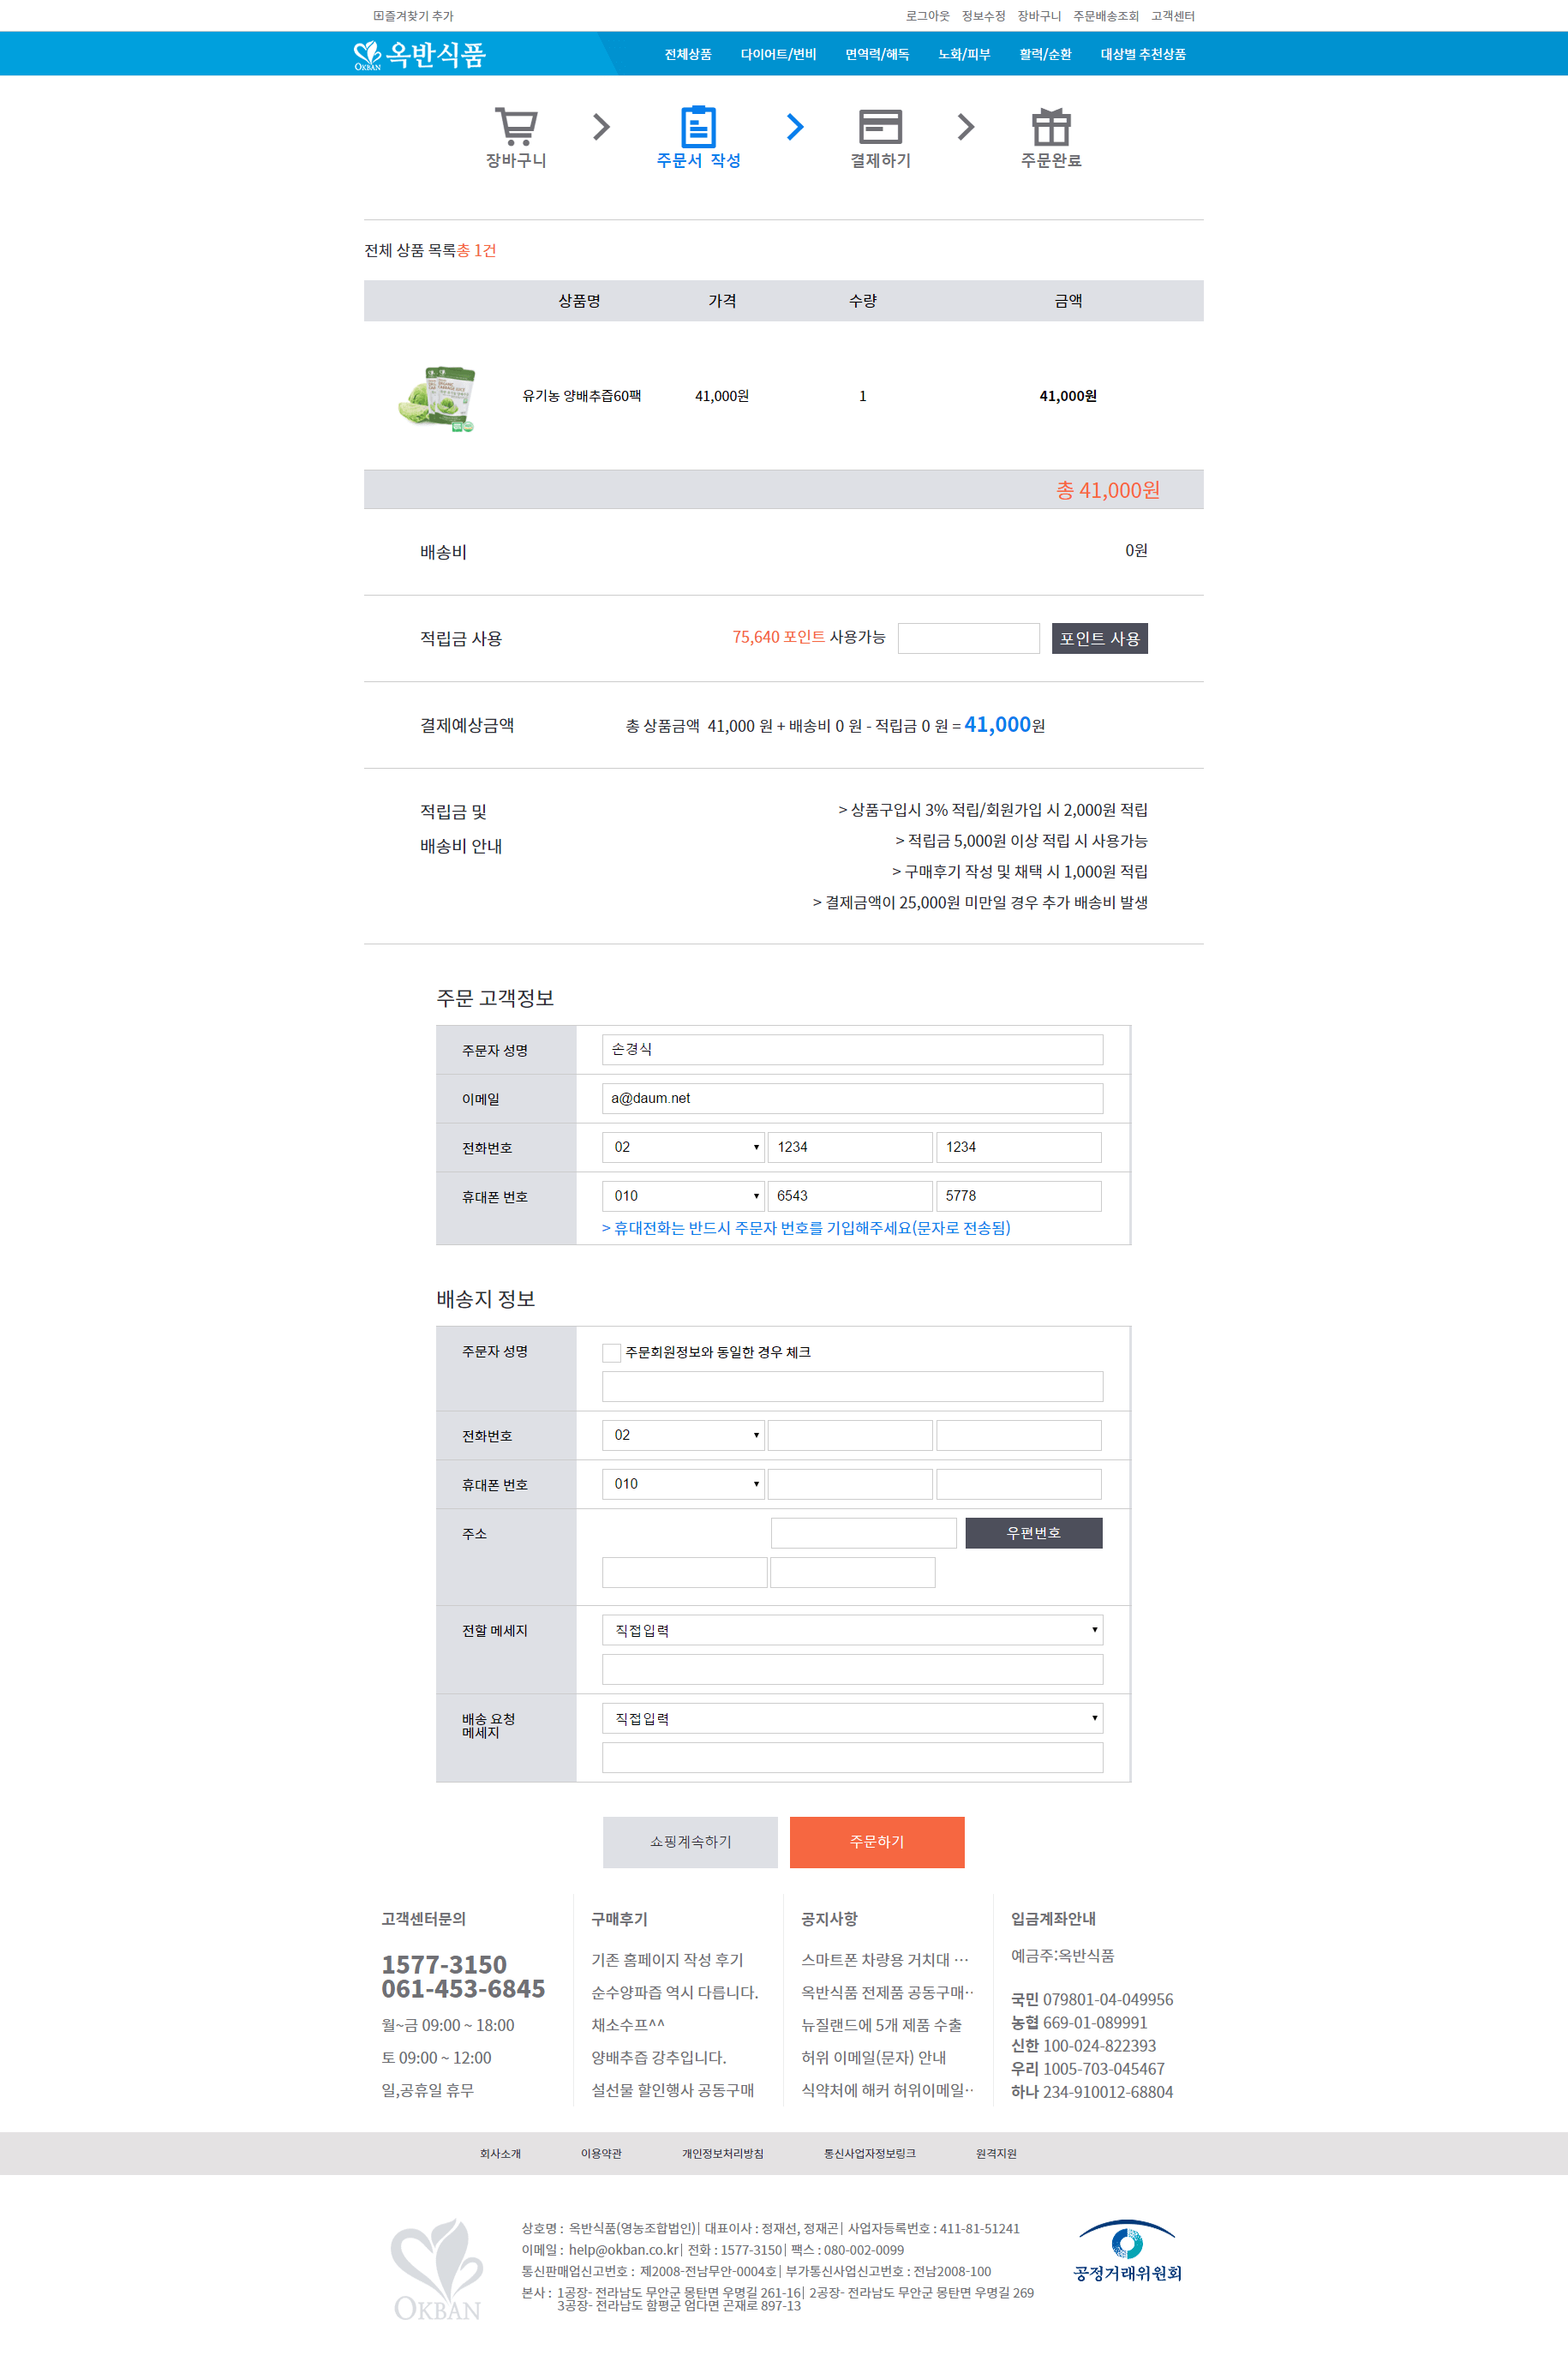 즐겨찾기 추가
로그아웃 정보수정 장바구니 주문배송조회 고객센터
OKBAN 옥반식품 전체상품 다이어트/변비 면역력/해독 노화/피부 활력/순환 대상별 추천상품
장바구니 주문서 작성 결제하기 주문완료
전체 상품 목록총 1건
상품명 가격 수량 금액
유기농 양배추즙60팩 41,000원 1 41,000원
총 41,000원
배송비 0원
적립금 사용 75,640 포인트 사용가능 포인트 사용
결제예상금액 총 상품금액 41,000 원 + 배송비 0 원 - 적립금 0 원 = 41,000원
적립금 및
배송비 안내
> 상품구입시 3% 적립/회원가입 시 2,000원 적립
> 적립금 5,000원 이상 적립 시 사용가능
> 구매후기 작성 및 채택 시 1,000원 적립
> 결제금액이 25,000원 미만일 경우 추가 배송비 발생
주문 고객정보
주문자 성명 손경식
이메일 a@daum.net
전화번호 02 1234 1234
휴대폰 번호 010 6543 5778
> 휴대전화는 반드시 주문자 번호를 기입해주세요(문자로 전송됨)
배송지 정보
주문자 성명 주문회원정보와 동일한 경우 체크
전화번호 02
휴대폰 번호 010
주소 우편번호
전할 메세지 직접입력
배송 요청
메세지
직접입력
쇼핑계속하기 주문하기
고객센터문의
1577-3150
061-453-6845
월~금 09:00 ~ 18:00
토 09:00 ~ 12:00
일,공휴일 휴무
구매후기
기존 홈페이지 작성 후기
순수양파즙 역시 다릅니다.
채소수프^^
양배추즙 강추입니다.
설선물 할인행사 공동구매
공지사항
스마트폰 차량용 거치대 …
옥반식품 전제품 공동구매…
뉴질랜드에 5개 제품 수출
허위 이메일(문자) 안내
식약처에 해커 허위이메일…
입금계좌안내
예금주:옥반식품
국민 079801-04-049956
농협 669-01-089991
신한 100-024-822393
우리 1005-703-045467
하나 234-910012-68804
회사소개 이용약관 개인정보처리방침 통신사업자정보링크 원격지원
OKBAN
상호명 : 옥반식품(영농조합법인)| 대표이사 : 정재선, 정재곤| 사업자등록번호 : 411-81-51241
이메일 : help@okban.co.kr| 전화 : 1577-3150| 팩스 : 080-002-0099
통신판매업신고번호 : 제2008-전남무안-0004호| 부가통신사업신고번호 : 전남2008-100
본사 : 1공장- 전라남도 무안군 몽탄면 우명길 261-16| 2공장- 전라남도 무안군 몽탄면 우명길 269
3공장- 전라남도 함평군 엄다면 곤재로 897-13
공정거래위원회